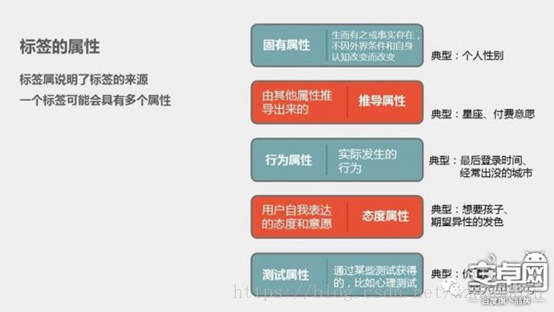 标签的属性
标签属说明了标签的来源
一个标签可能会具有多个属性
固有属性
生而有之或事实存在，
不因外界条件和自身
认知改变而改变
典型：个人性别
由其他属性推
导出来的
推导属性
典型：星座、付费意愿
行为属性
实际发生的
行为
典型：最后登录时间、
经常出没的城市
用户自我表达
的态度和意愿
态度属性
典型：想要孩子、
期望异性的发色
测试属性
通过某些测试获得
的，比如心理测试
典型：价
安卓网
https://blog.csdn.net/